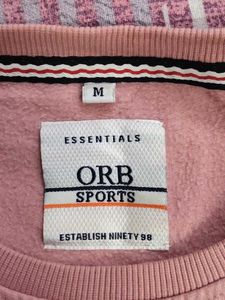 M
ESSENTIALS
ORB
SPORTS
ESTABLISH NINETY 98